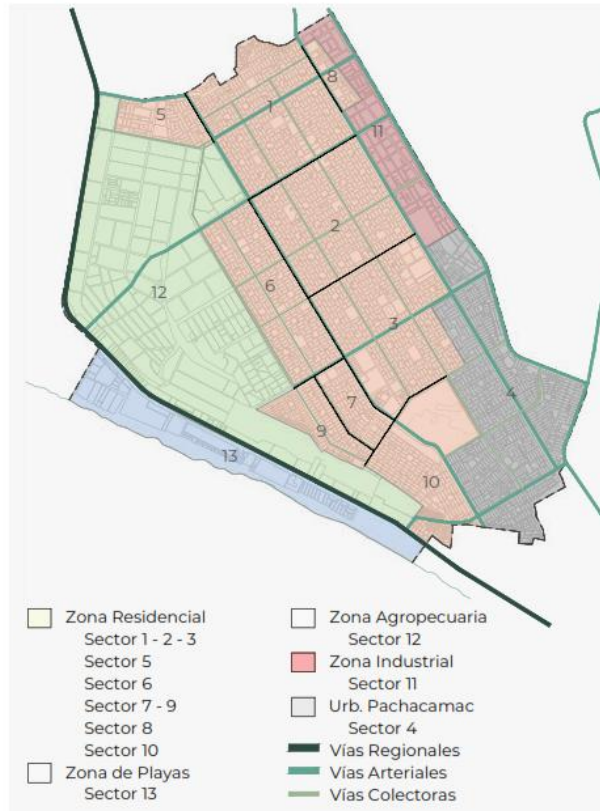 8
1
5
11
2
12
6
3
7
4
9
13
10
Zona Residencial
Sector 1 - 2 - 3
Sector 5
Sector 6
Sector 7 - 9
Sector 8
Sector 10
Zona de Playas
Sector 13
Zona Agropecuaria
Sector 12
Zona Industrial
Sector 11
Urb. Pachacamac
Sector 4
Vías Regionales
Vías Arteriales
Vías Colectoras